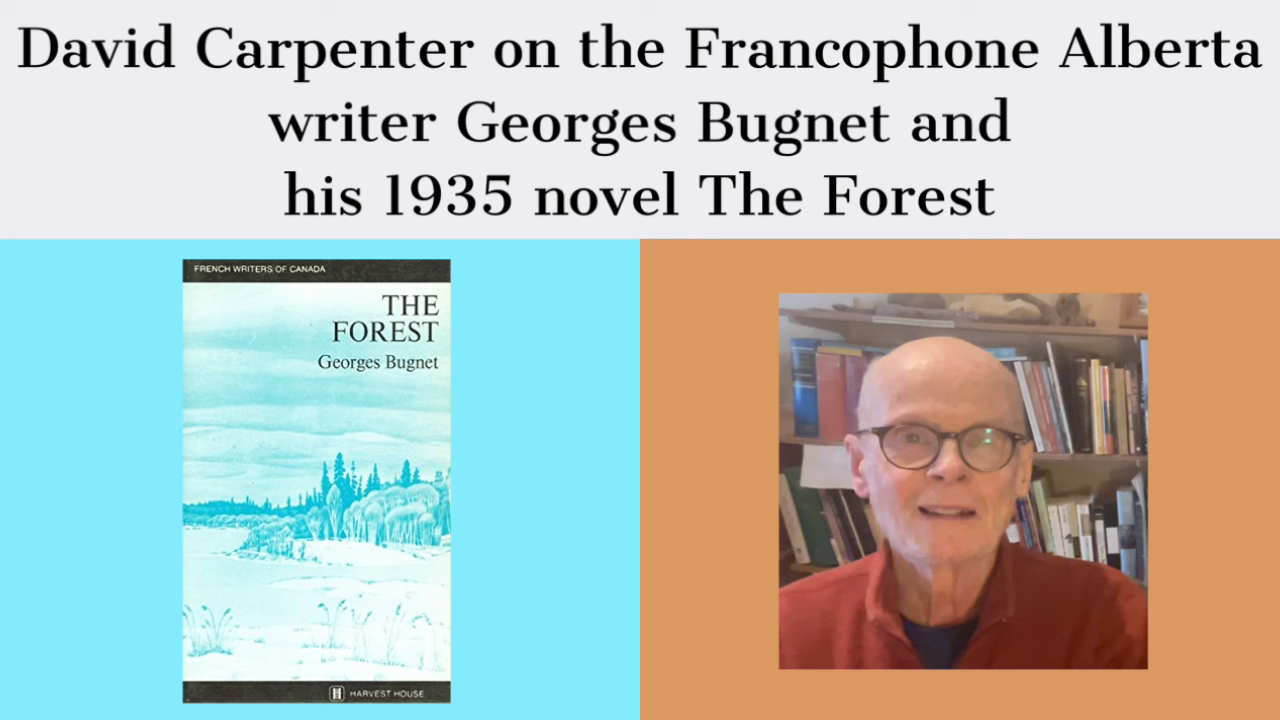 David Carpenter on the Francophone Alberta
writer Georges Bugnet and
his 1935 novel The Forest
FRENCH WRITERS OF CANADA
THE
FOREST
Georges Bugnet
HARVEST HOUSE